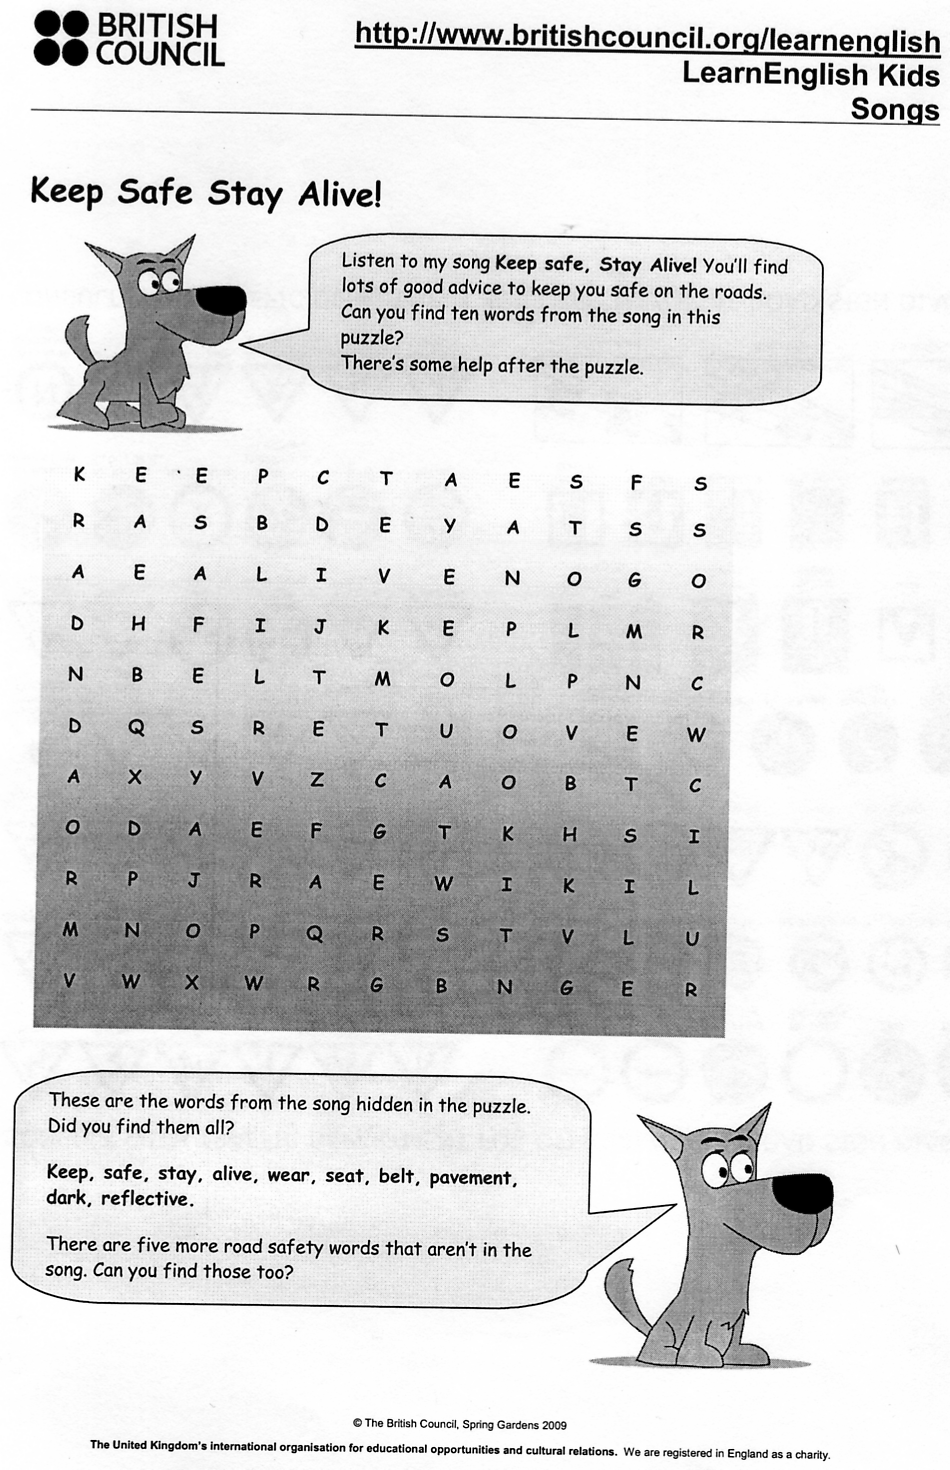 BRITISH
COUNCIL
http://www.britishcouncil.org/learnenglish
LearnEnglish Kids
Songs
Keep Safe Stay Alive!
Listen to my song Keep safe, Stay Alive! You'll find
lots of good advice to keep you safe on the roads.
Can you find ten words from the song in this
puzzle?
There's some help after the puzzle.
K E E P C T A E S F S
R A S B D E Y A T S S
A E A L I V E N O G O
D H F I J K E P L M R
N B E L T M O L P N C
D Q S R E T U O V E W
A X Y V Z C A O B T C
O D A E F G T K H S I
R P J R A E W I K I L
M N O P Q R S T V L U
V W X W R G B N G E R
These are the words from the song hidden in the puzzle.
Did you find them all?
Keep, safe, stay, alive, wear, seat, belt, pavement,
dark, reflective.
There are five more road safety words that aren't in the
song. Can you find those too?
© The British Council, Spring Gardens 2009
The United Kingdom's international organisation for educational opportunities and cultural relations. We are registered in England as a charity.